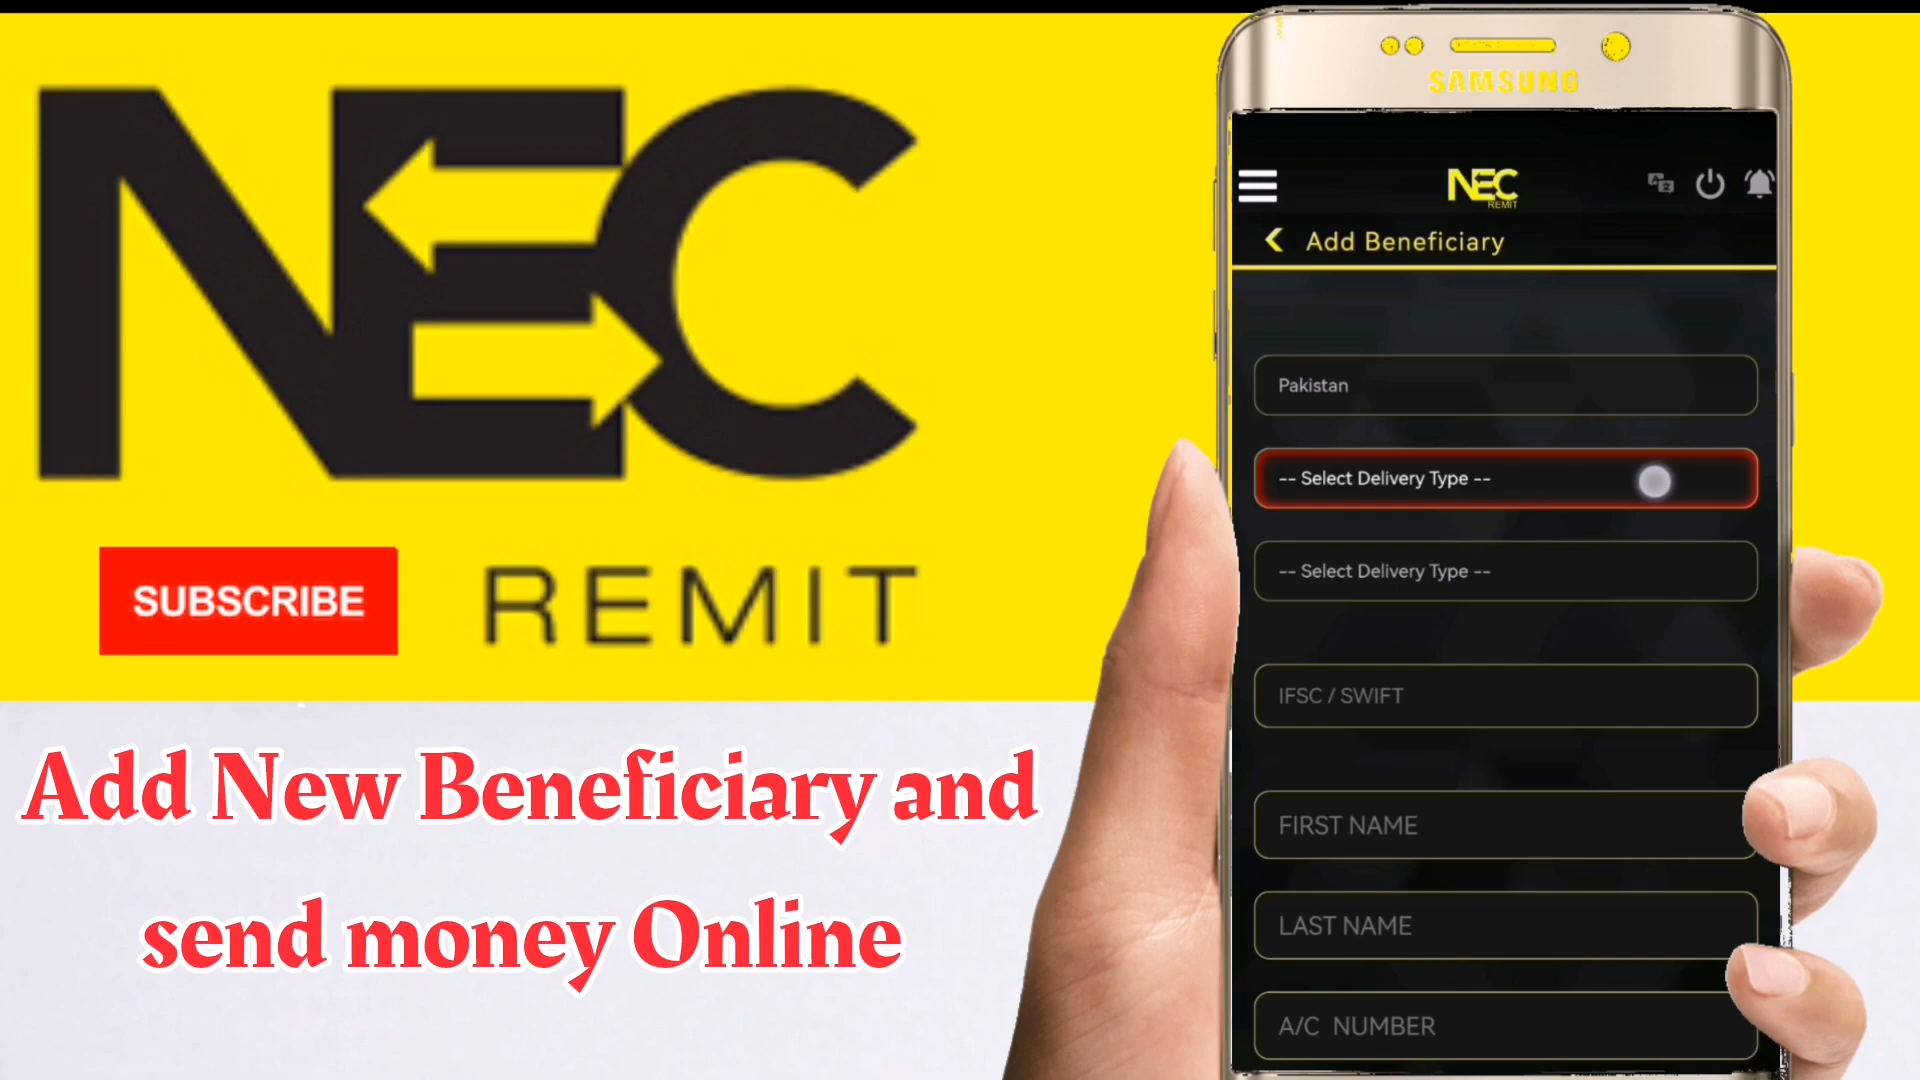 NEC
SUBSCRIBE
REMIT
Add New Beneficiary and
send money Online
SAMSUNG
NEC
REMIT
Add Beneficiary
Pakistan
-- Select Delivery Type --
-- Select Delivery Type --
IFSC / SWIFT
FIRST NAME
LAST NAME
A/C NUMBER